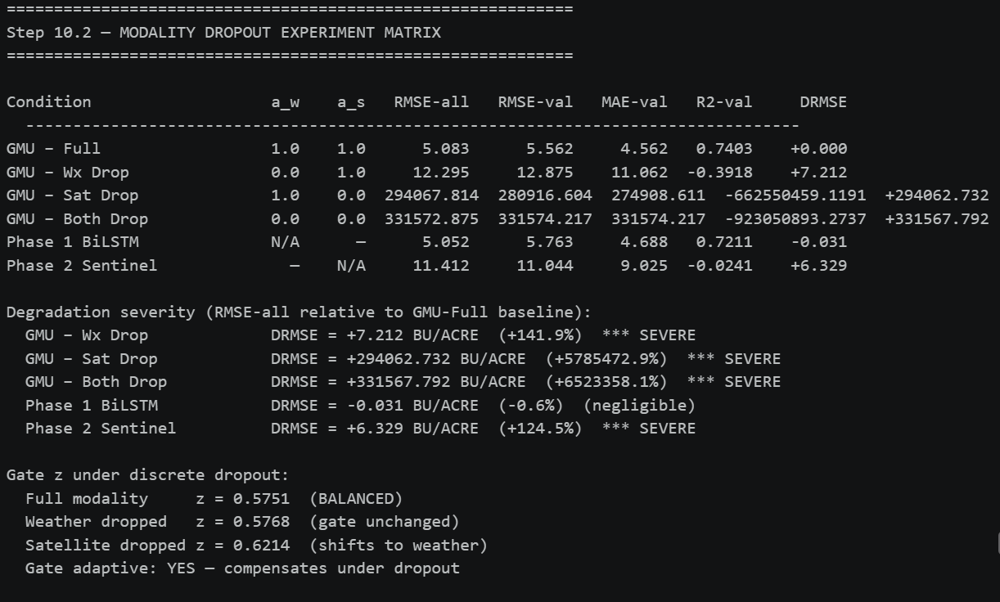 ============================================================
Step 10.2 — MODALITY DROPOUT EXPERIMENT MATRIX
============================================================
Condition a_w a_s RMSE-all RMSE-val MAE-val R2-val DRMSE
----------------------------------------------------------------------------------
GMU – Full 1.0 1.0 5.083 5.562 4.562 0.7403 +0.000
GMU – Wx Drop 0.0 1.0 12.295 12.875 11.062 -0.3918 +7.212
GMU – Sat Drop 1.0 0.0 294067.814 280916.604 274908.611 -662550459.1191 +294062.732
GMU – Both Drop 0.0 0.0 331572.875 331574.217 331574.217 -923050893.2737 +331567.792
Phase 1 BiLSTM N/A — 5.052 5.763 4.688 0.7211 -0.031
Phase 2 Sentinel — N/A 11.412 11.044 9.025 -0.0241 +6.329
Degradation severity (RMSE-all relative to GMU-Full baseline):
GMU – Wx Drop DRMSE = +7.212 BU/ACRE (+141.9%) *** SEVERE
GMU – Sat Drop DRMSE = +294062.732 BU/ACRE (+5785472.9%) *** SEVERE
GMU – Both Drop DRMSE = +331567.792 BU/ACRE (+6523358.1%) *** SEVERE
Phase 1 BiLSTM DRMSE = -0.031 BU/ACRE (-0.6%) (negligible)
Phase 2 Sentinel DRMSE = +6.329 BU/ACRE (+124.5%) *** SEVERE
Gate z under discrete dropout:
Full modality z = 0.5751 (BALANCED)
Weather dropped z = 0.5768 (gate unchanged)
Satellite dropped z = 0.6214 (shifts to weather)
Gate adaptive: YES — compensates under dropout